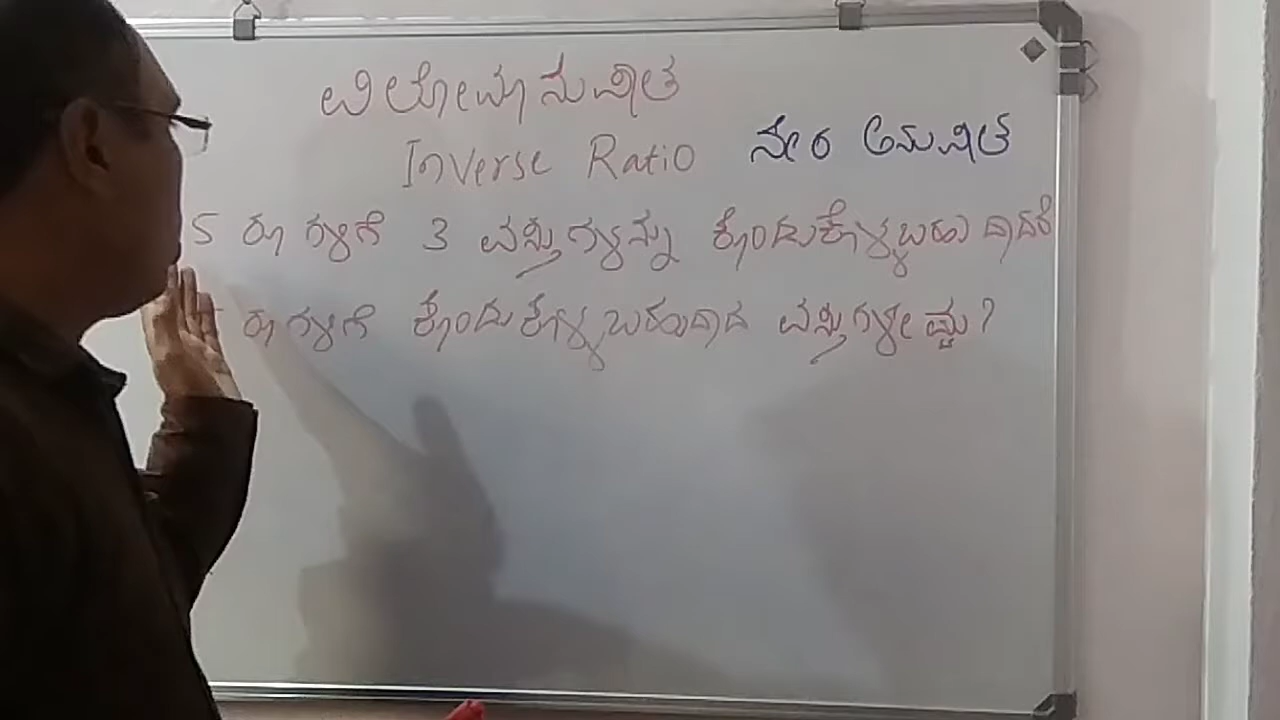 ವಿಲೋಮಾನುಪಾತ
Inverse Ratio ನೇರ ಅನುಪಾತ
5 ರೂ ಗಳಿಗೆ 3 ವಸ್ತುಗಳನ್ನು ಕೊಂಡುಕೊಳ್ಳಬಹುದಾದರೆ
ರೂ ಗಳಿಗೆ ಕೊಂಡುಕೊಳ್ಳಬಹುದಾದ ವಸ್ತುಗಳೇಷ್ಟು?